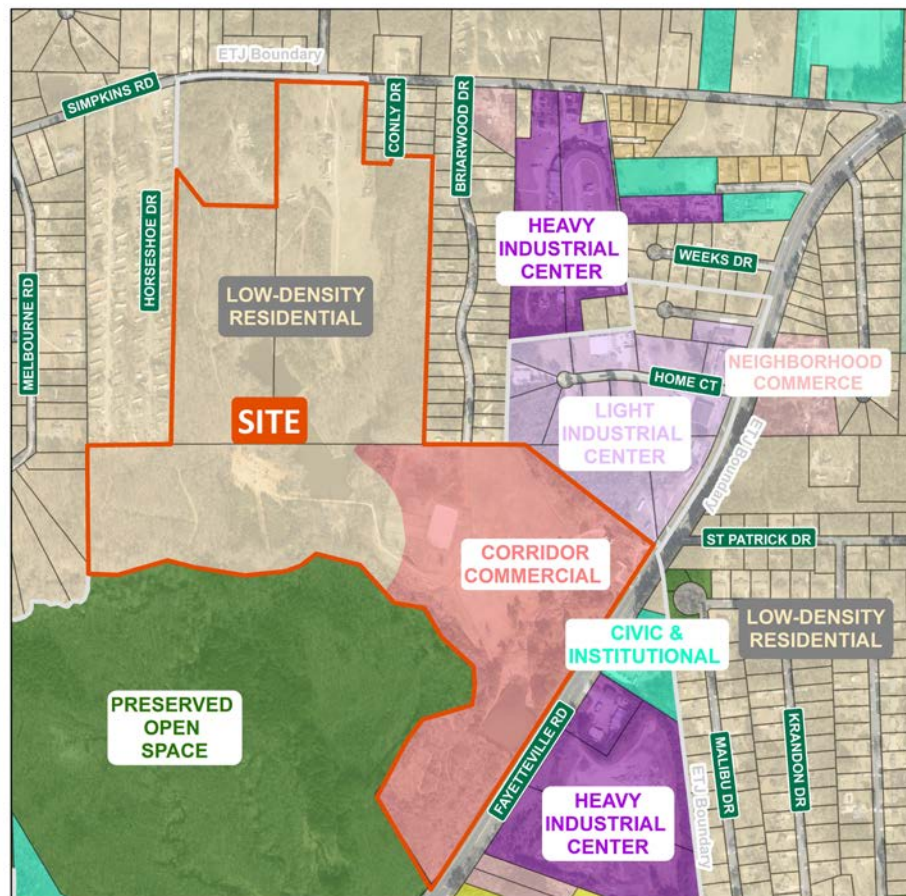 ETJ Boundary
SIMPKINS RD
CONLY DR
BRIARWOOD DR
HORSESHOE DR
MELBOURNE RD
HEAVY
INDUSTRIAL
CENTER
WEEKS DR
LOW-DENSITY
RESIDENTIAL
NEIGHBORHOOD
COMMERCE
HOME CT
SITE
LIGHT
INDUSTRIAL
CENTER
ETJ Boundary
ST PATRICK DR
CORRIDOR
COMMERCIAL
CIVIC &
INSTITUTIONAL
LOW-DENSITY
RESIDENTIAL
PRESERVED
OPEN
SPACE
FAYETTEVILLE RD
MALIBU DR
KRANDON DR
HEAVY
INDUSTRIAL
CENTER
ETJ Boundary